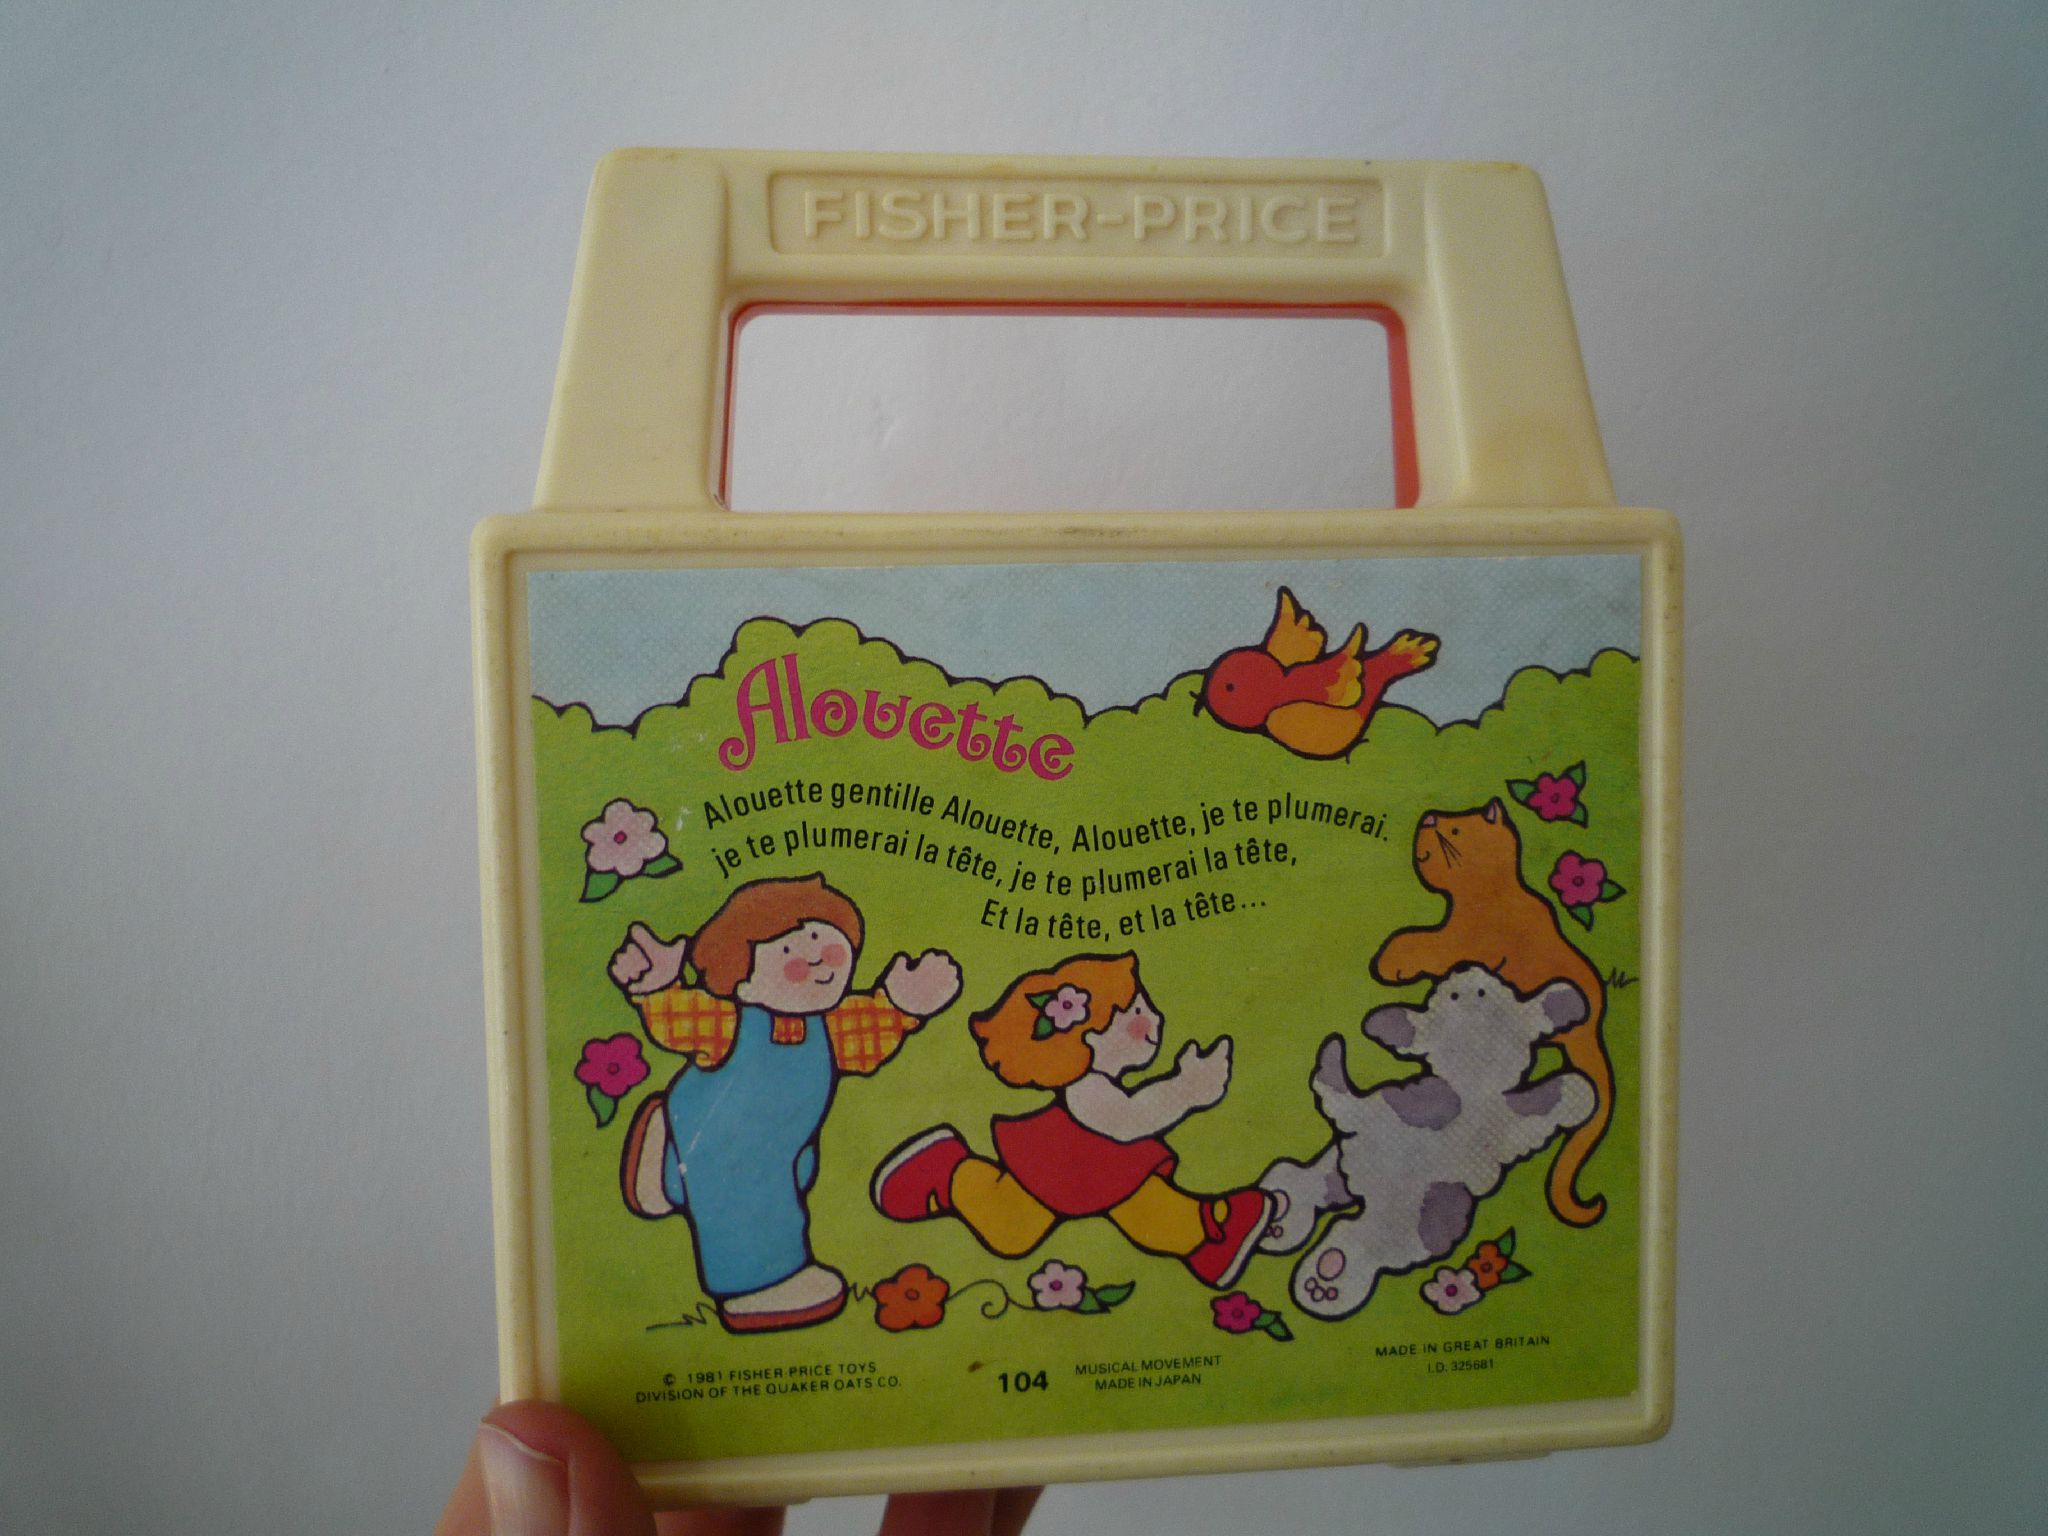 FISHER-PRICE
Alouette
Alouette gentille Alouette, Alouette, je te plumerai.
je te plumerai la tête, je te plumerai la tête,
Et la tête, et la tête...
© 1981 FISHER-PRICE TOYS
DIVISION OF THE QUAKER OATS CO.
104
MUSICAL MOVEMENT
MADE IN JAPAN
MADE IN GREAT BRITAIN
I.D. 325681